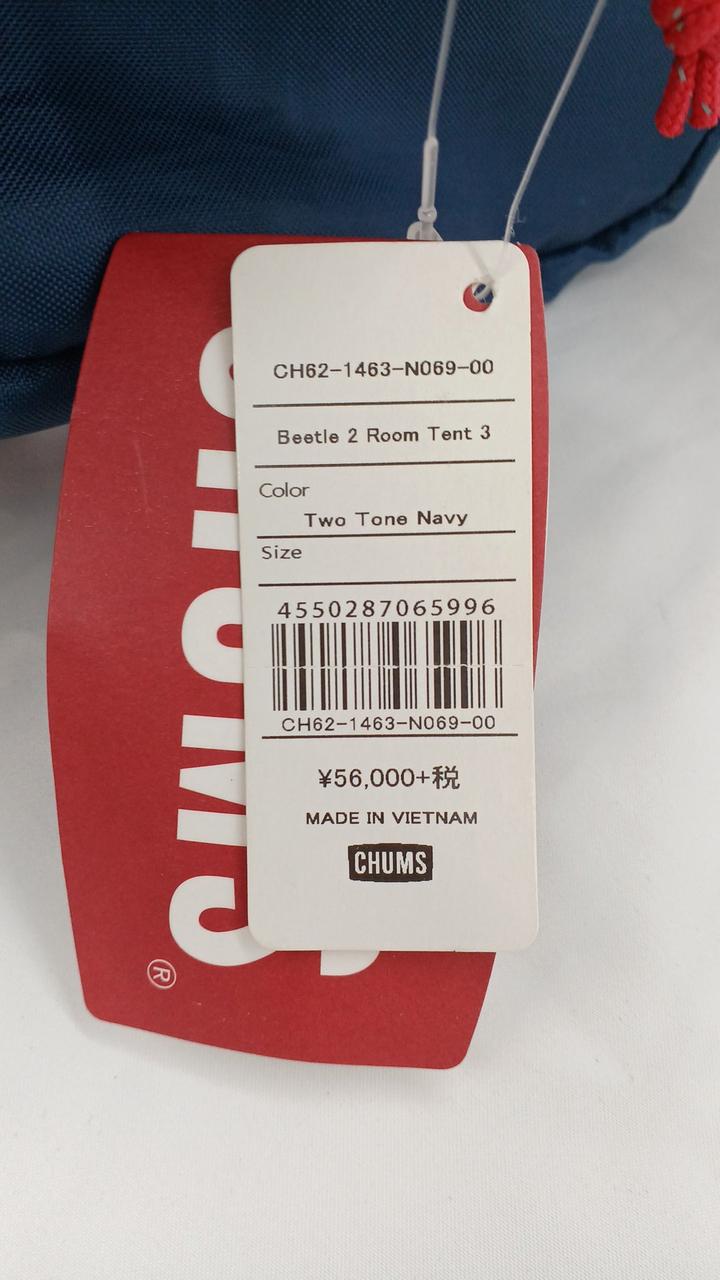 CH62-1463-N069-00
Beetle 2 Room Tent 3
Color
Two Tone Navy
Size
4550287065996
CH62-1463-N069-00
¥56,000+税
MADE IN VIETNAM
CHUMS
CHUMS
®